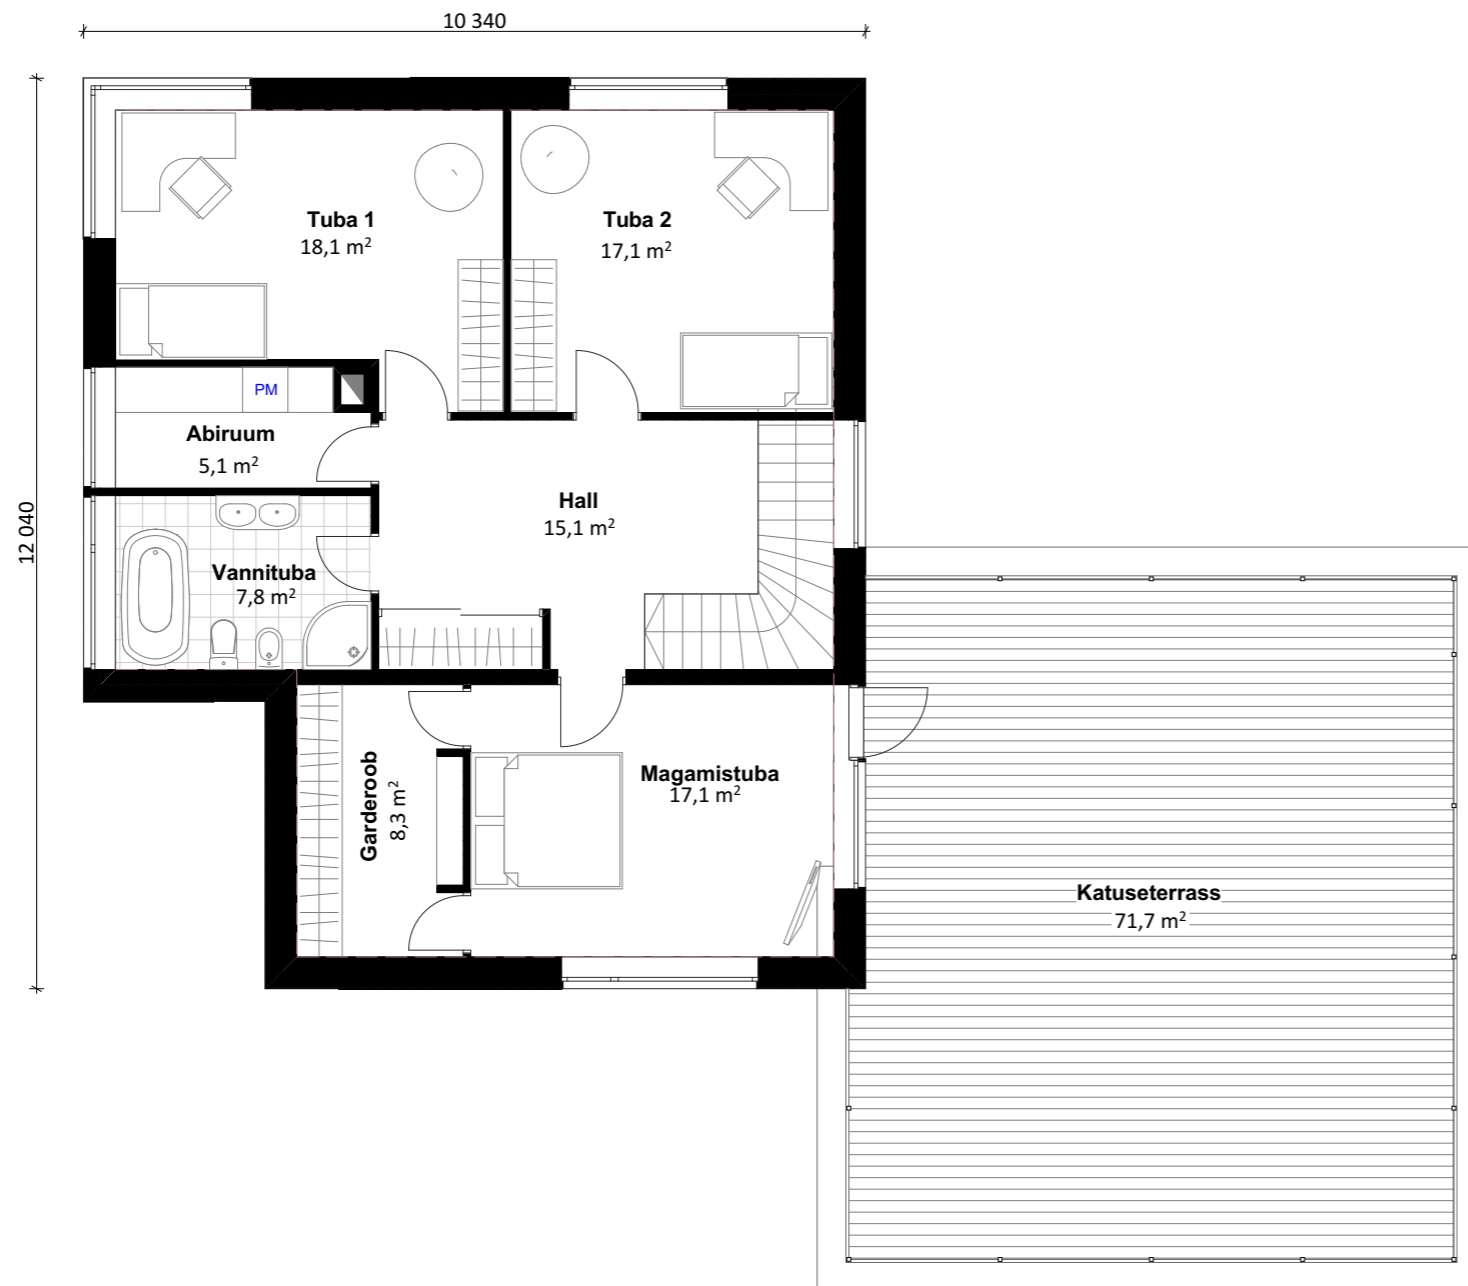 10 340
12 040
Tuba 1
18,1 m²
Tuba 2
17,1 m²
PM
Abiruum
5,1 m²
Hall
15,1 m²
Vannituba
7,8 m²
Garderoob
8,3 m²
Magamistuba
17,1 m²
Katuseterrass
71,7 m²